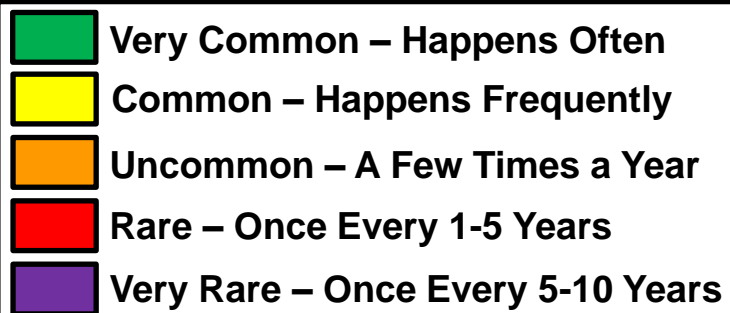 Very Common – Happens Often
Common – Happens Frequently
Uncommon – A Few Times a Year
Rare – Once Every 1-5 Years
Very Rare – Once Every 5-10 Years